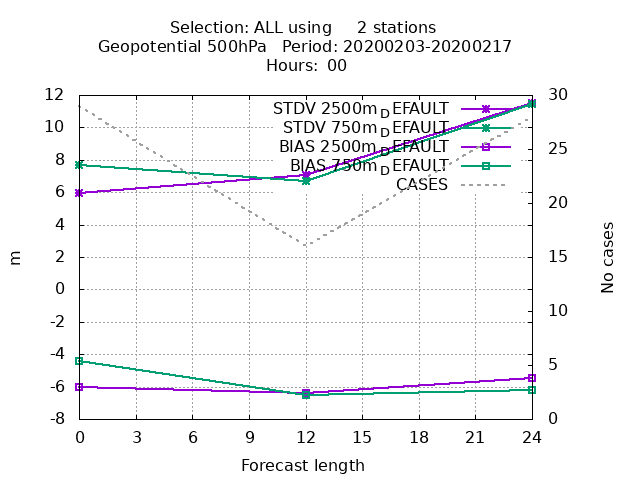 Selection: ALL using 2 stations
Geopotential 500hPa Period: 20200203-20200217
Hours: 00
STDV 2500m_DEFAULT
STDV 750m_DEFAULT
BIAS 2500m_DEFAULT
BIAS 750m_DEFAULT
CASES
12
10
8
6
4
2
0
-2
-4
-6
-8
m
30
25
20
15
10
5
0
No cases
0 3 6 9 12 15 18 21 24
Forecast length